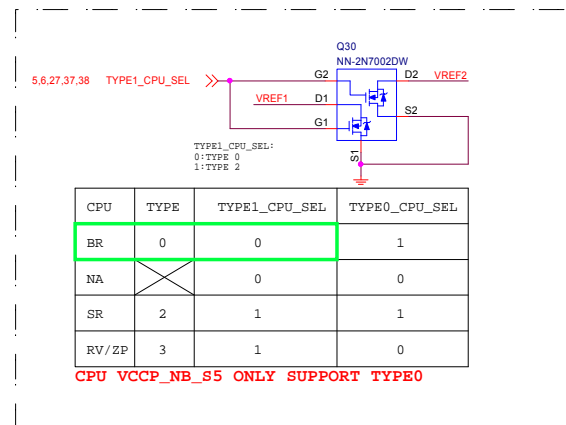 Q30
NN-2N7002DW
5,6,27,37,38 TYPE1_CPU_SEL G2 D2 VREF2
VREF1 D1
S2
G1
TYPE1_CPU_SEL:
0:TYPE 0
1:TYPE 2
S1
CPU TYPE TYPE1_CPU_SEL TYPE0_CPU_SEL
BR 0 0 1
NA 0 0
SR 2 1 1
RV/ZP 3 1 0
CPU VCCP_NB_S5 ONLY SUPPORT TYPE0